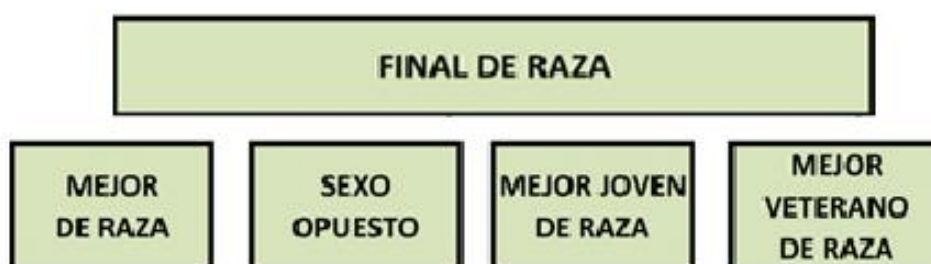 FINAL DE RAZA
MEJOR
DE RAZA
SEXO
OPUESTO
MEJOR JOVEN
DE RAZA
MEJOR
VETERANO
DE RAZA